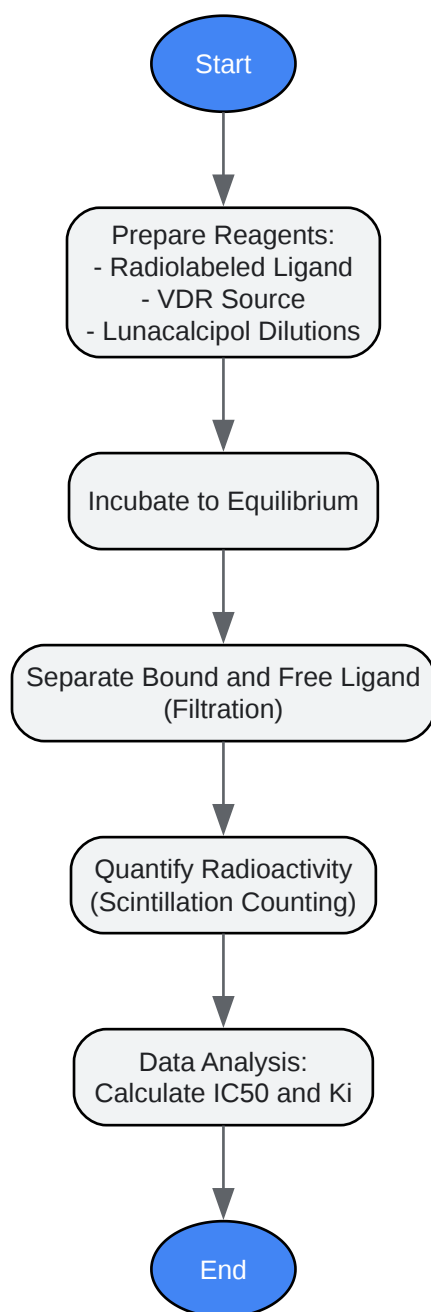 Start
Prepare Reagents:
- Radiolabeled Ligand
- VDR Source
- Lunacalcipol Dilutions
Incubate to Equilibrium
Separate Bound and Free Ligand
(Filtration)
Quantify Radioactivity
(Scintillation Counting)
Data Analysis:
Calculate IC50 and Ki
End